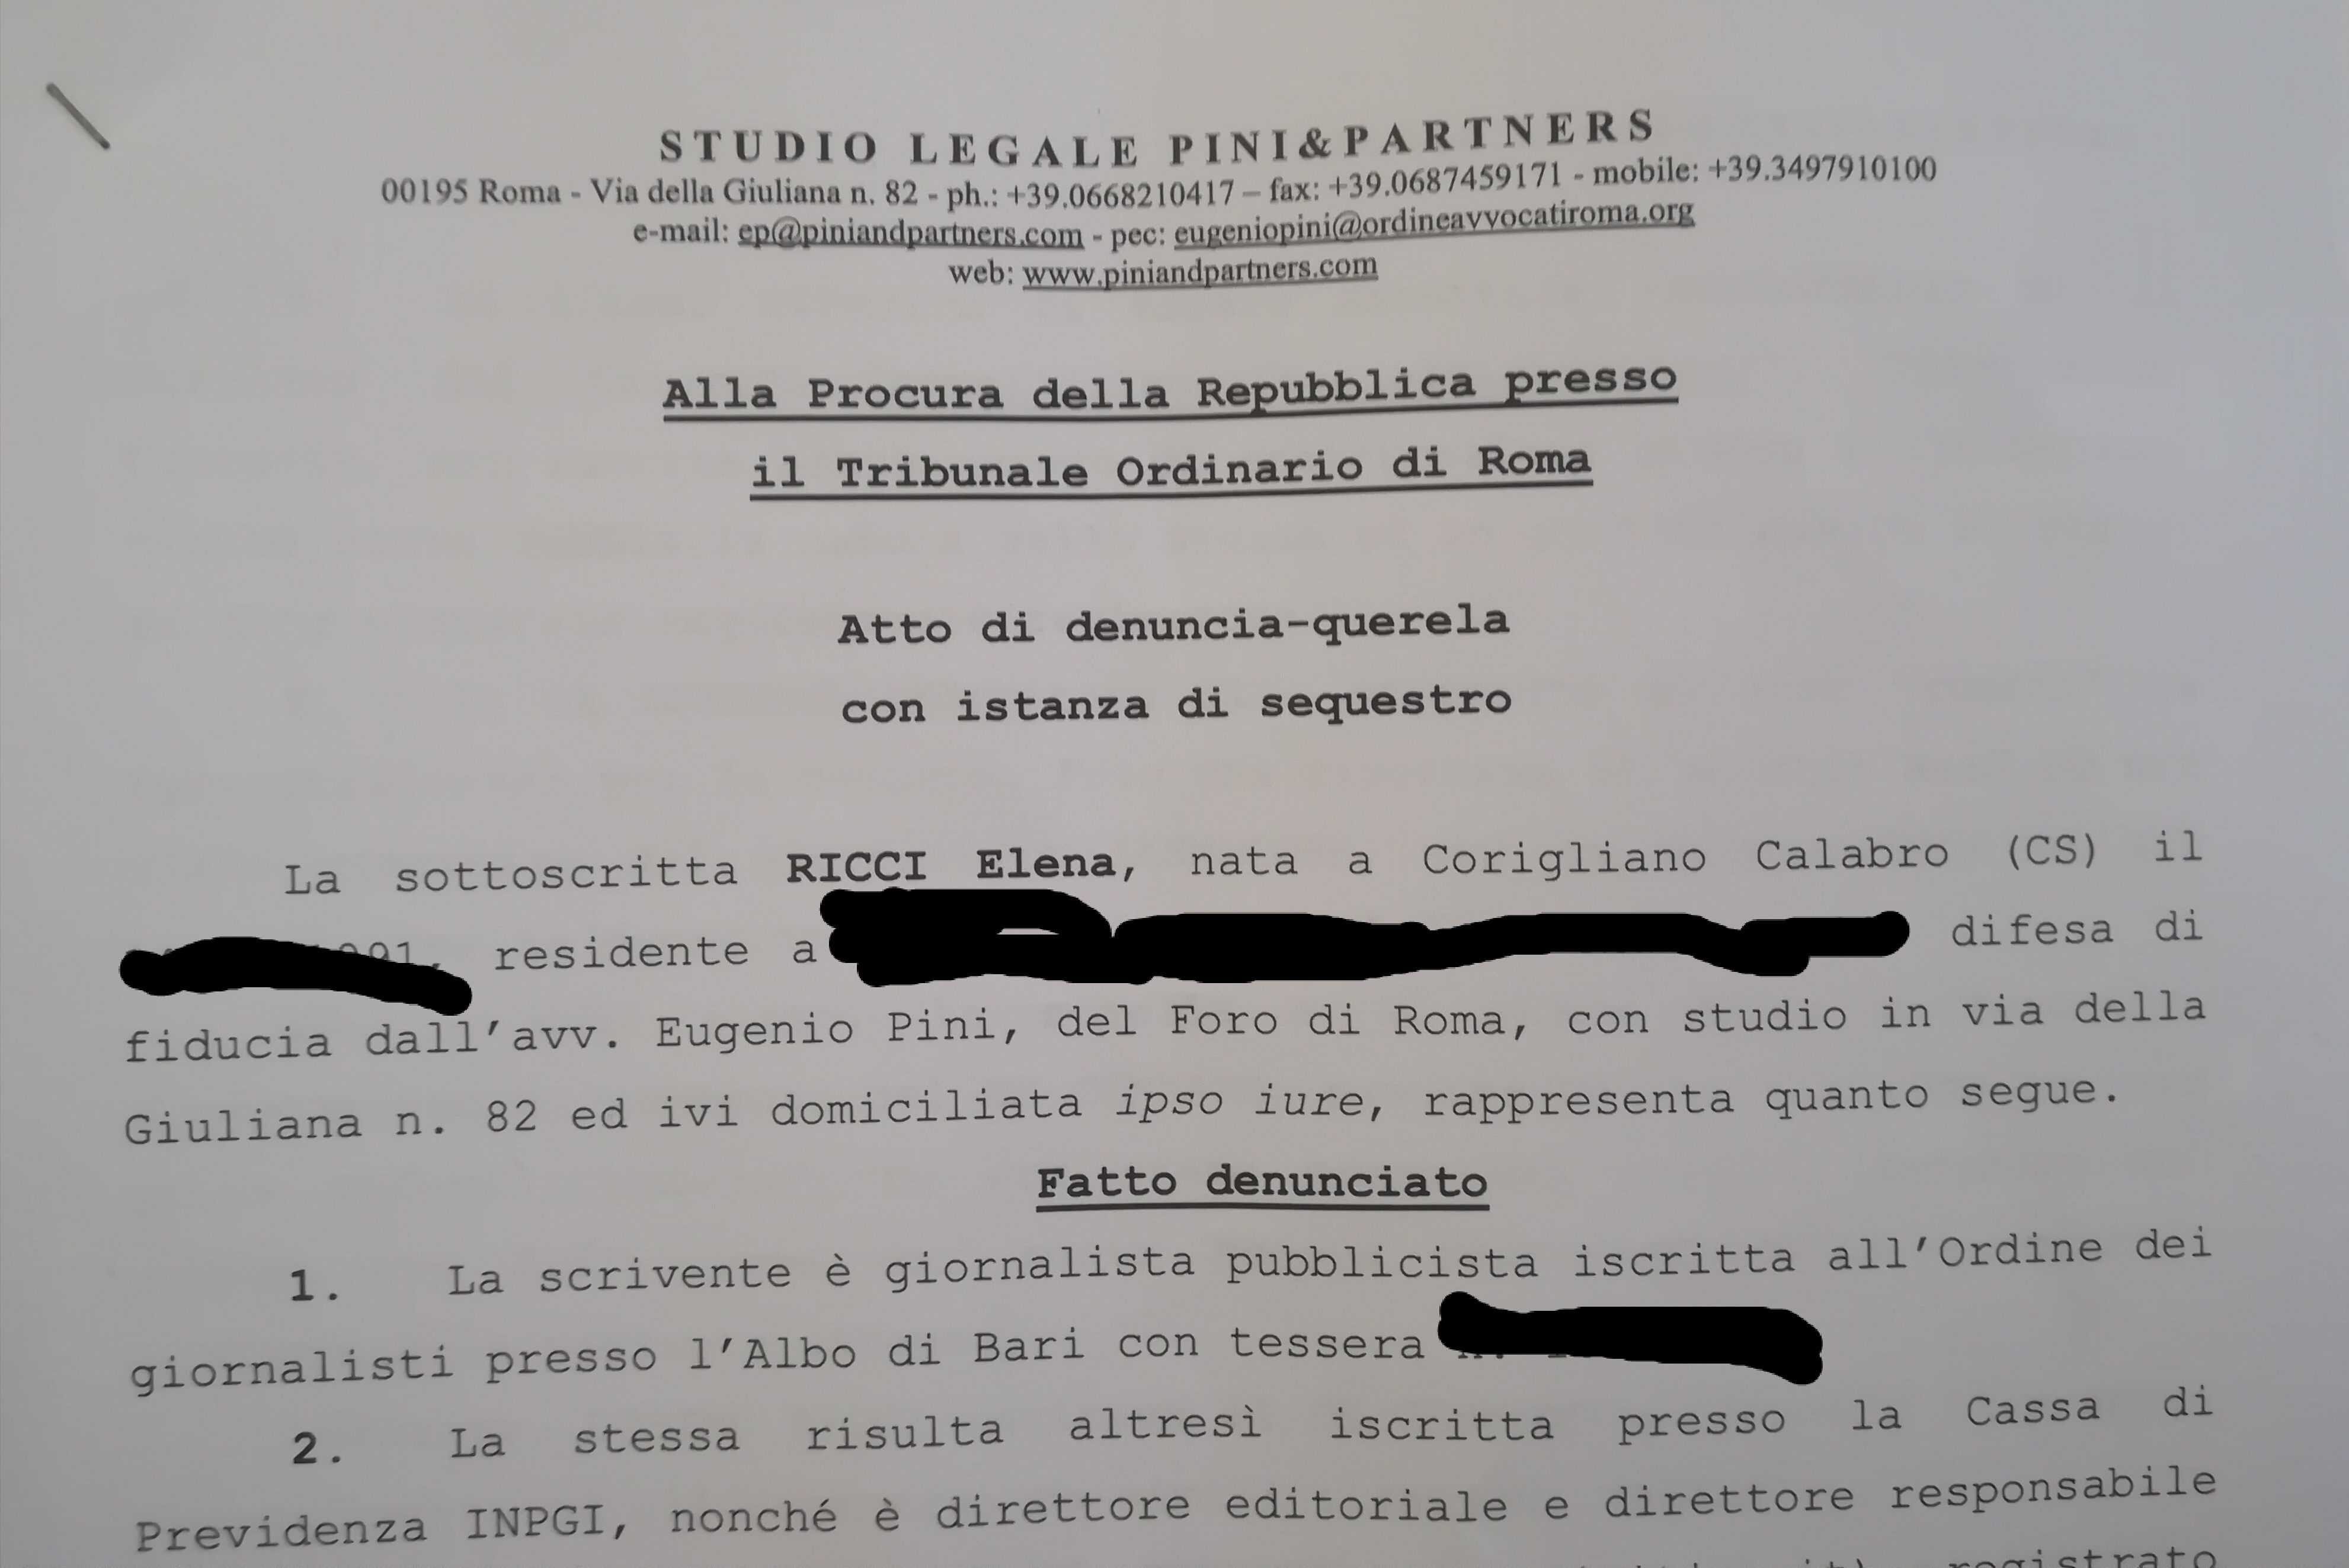 STUDIO LEGALE PINI&PARTNERS
00195 Roma - Via della Giuliana n. 82 - ph.: +39.0668210417 – fax: +39.0687459171 - mobile: +39.3497910100
e-mail: ep@piniandpartners.com - pec: eugeniopini@ordineavvocatiroma.org
web: www.piniandpartners.com
Alla Procura della Repubblica presso
il Tribunale Ordinario di Roma
Atto di denuncia-querela
con istanza di sequestro
La sottoscritta RICCI Elena, nata a Corigliano Calabro (CS) il
residente a difesa di
fiducia dall'avv. Eugenio Pini, del Foro di Roma, con studio in via della
Giuliana n. 82 ed ivi domiciliata ipso iure, rappresenta quanto segue.
Fatto denunciato
1. La scrivente è giornalista pubblicista iscritta all'Ordine dei
giornalisti presso l'Albo di Bari con tessera
2. La stessa risulta altresì iscritta presso la Cassa di
Previdenza INPGI, nonché è direttore editoriale e direttore responsabile
registrato